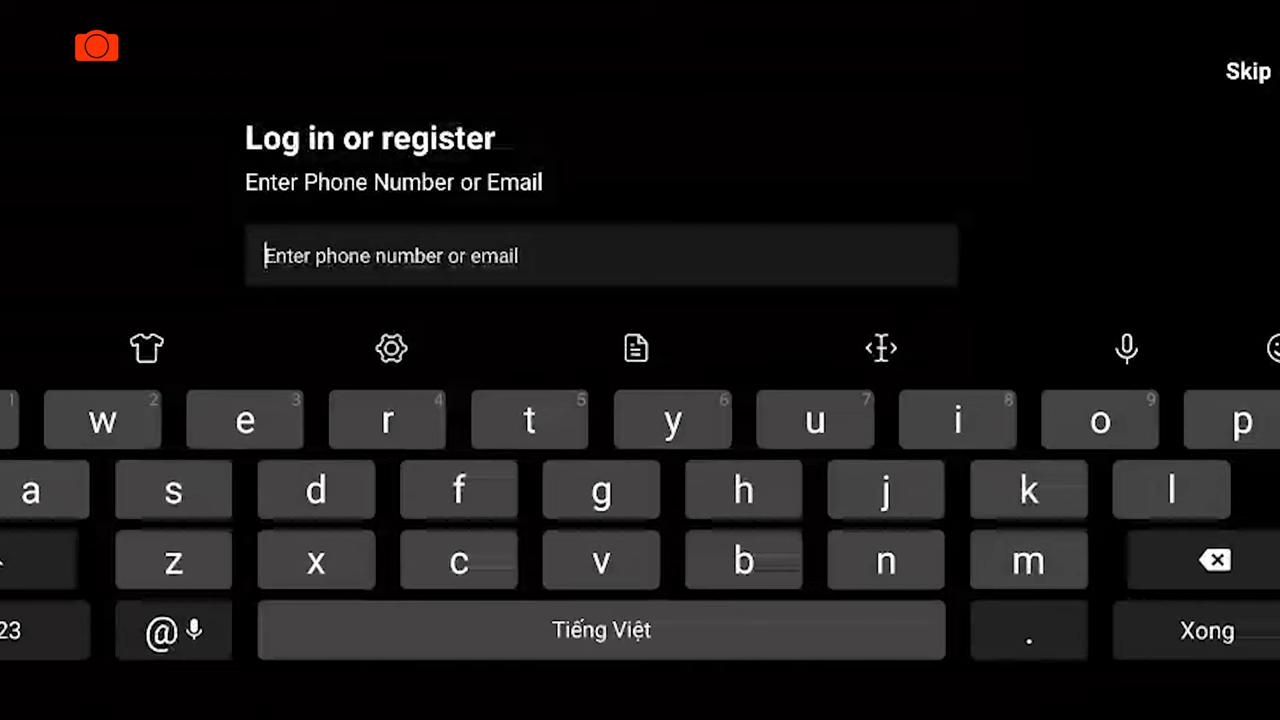 Skip
Log in or register
Enter Phone Number or Email
Enter phone number or email
1 w 2 e 3 r 4 t 5 y 6 u 7 i 8 o 9 p
a s d f g h j k l
z x c v b n m
23 @ Tiếng Việt . Xong